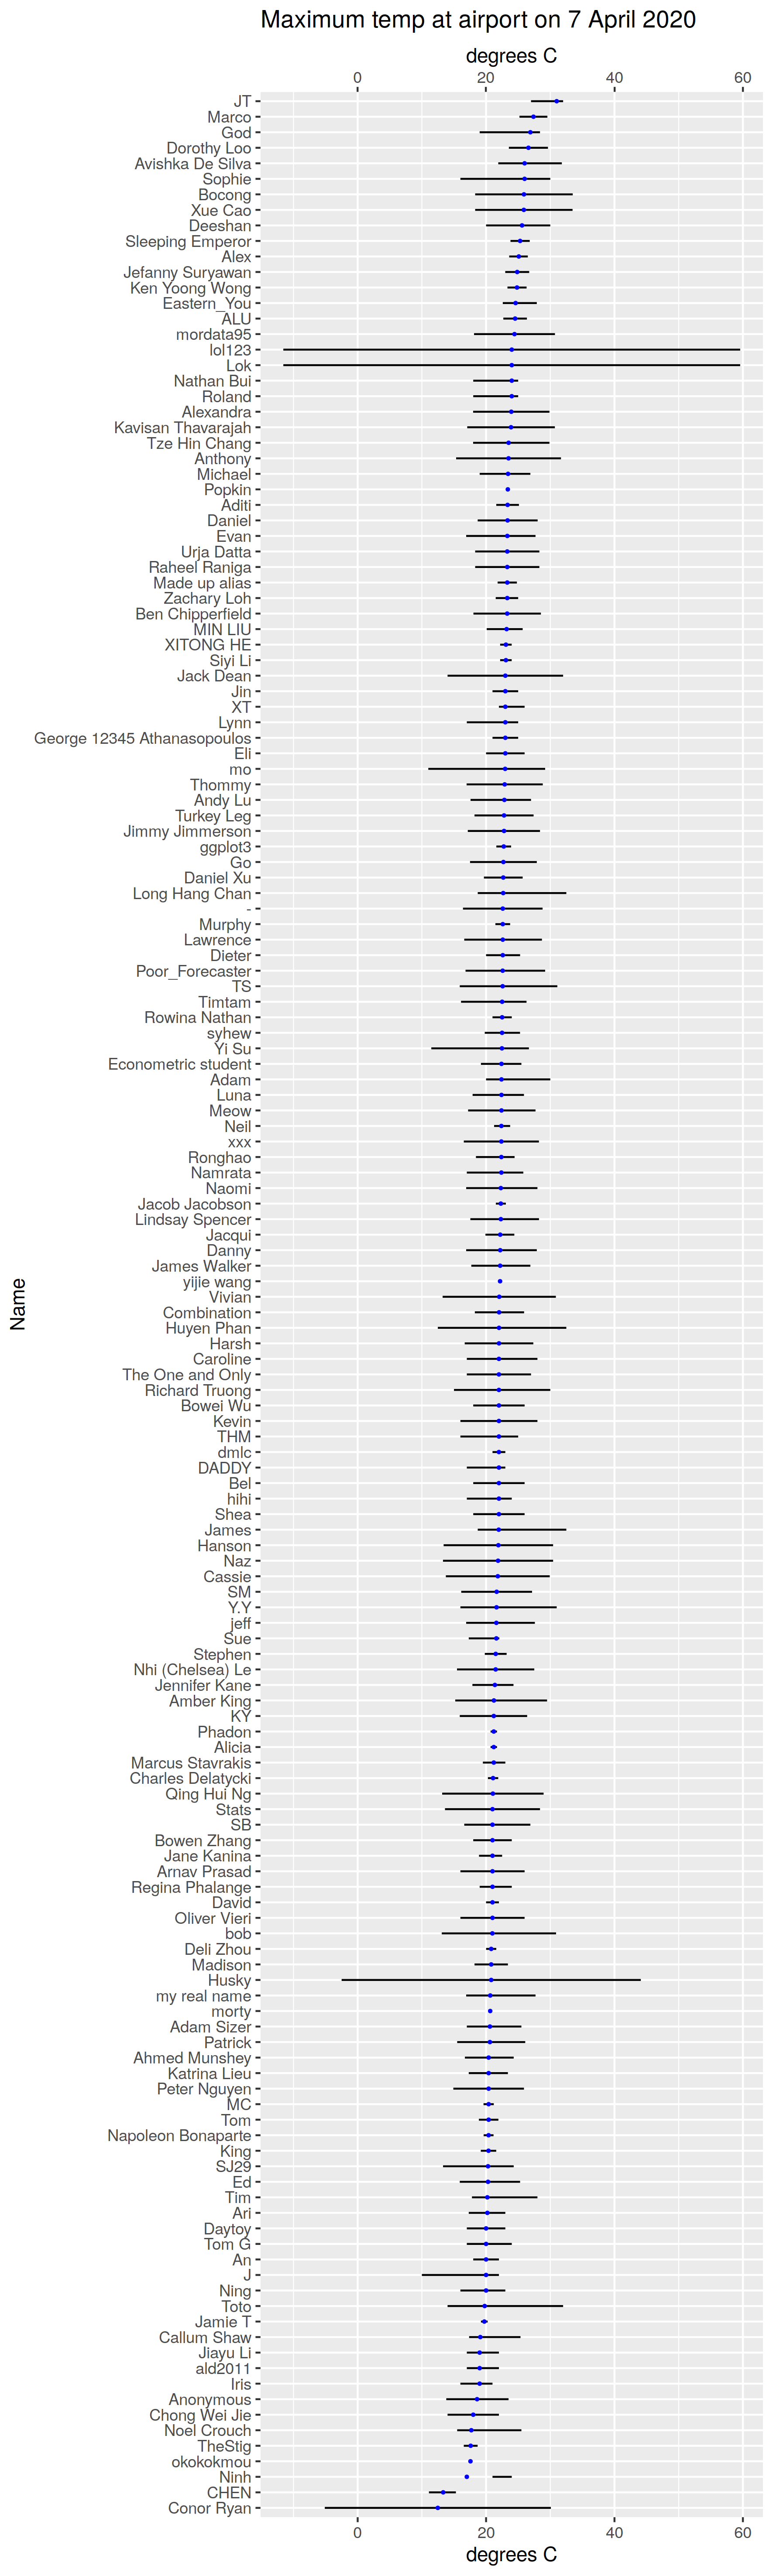 Maximum temp at airport on 7 April 2020
degrees C
0 20 40 60
JT
Marco
God
Dorothy Loo
Avishka De Silva
Sophie
Bocong
Xue Cao
Deeshan
Sleeping Emperor
Alex
Jefanny Suryawan
Ken Yoong Wong
Eastern_You
ALU
mordata95
lol123
Lok
Nathan Bui
Roland
Alexandra
Kavisan Thavarajah
Tze Hin Chang
Anthony
Michael
Popkin
Aditi
Daniel
Evan
Urja Datta
Raheel Raniga
Made up alias
Zachary Loh
Ben Chipperfield
MIN LIU
XITONG HE
Siyi Li
Jack Dean
Jin
XT
Lynn
George 12345 Athanasopoulos
Eli
mo
Thommy
Andy Lu
Turkey Leg
Jimmy Jimmerson
ggplot3
Go
Daniel Xu
Long Hang Chan
-
Murphy
Lawrence
Dieter
Poor_Forecaster
TS
Timtam
Rowina Nathan
syhew
Yi Su
Econometric student
Adam
Luna
Meow
Neil
xxx
Ronghao
Namrata
Naomi
Jacob Jacobson
Lindsay Spencer
Jacqui
Danny
James Walker
yijie wang
Vivian
Combination
Huyen Phan
Harsh
Caroline
The One and Only
Richard Truong
Bowei Wu
Kevin
THM
dmlc
DADDY
Bel
hihi
Shea
James
Hanson
Naz
Cassie
SM
Y.Y
jeff
Sue
Stephen
Nhi (Chelsea) Le
Jennifer Kane
Amber King
KY
Phadon
Alicia
Marcus Stavrakis
Charles Delatycki
Qing Hui Ng
Stats
SB
Bowen Zhang
Jane Kanina
Arnav Prasad
Regina Phalange
David
Oliver Vieri
bob
Deli Zhou
Madison
Husky
my real name
morty
Adam Sizer
Patrick
Ahmed Munshey
Katrina Lieu
Peter Nguyen
MC
Tom
Napoleon Bonaparte
King
SJ29
Ed
Tim
Ari
Daytoy
Tom G
An
J
Ning
Toto
Jamie T
Callum Shaw
Jiayu Li
ald2011
Iris
Anonymous
Chong Wei Jie
Noel Crouch
TheStig
okokokmou
Ninh
CHEN
Conor Ryan
Name
0 20 40 60
degrees C